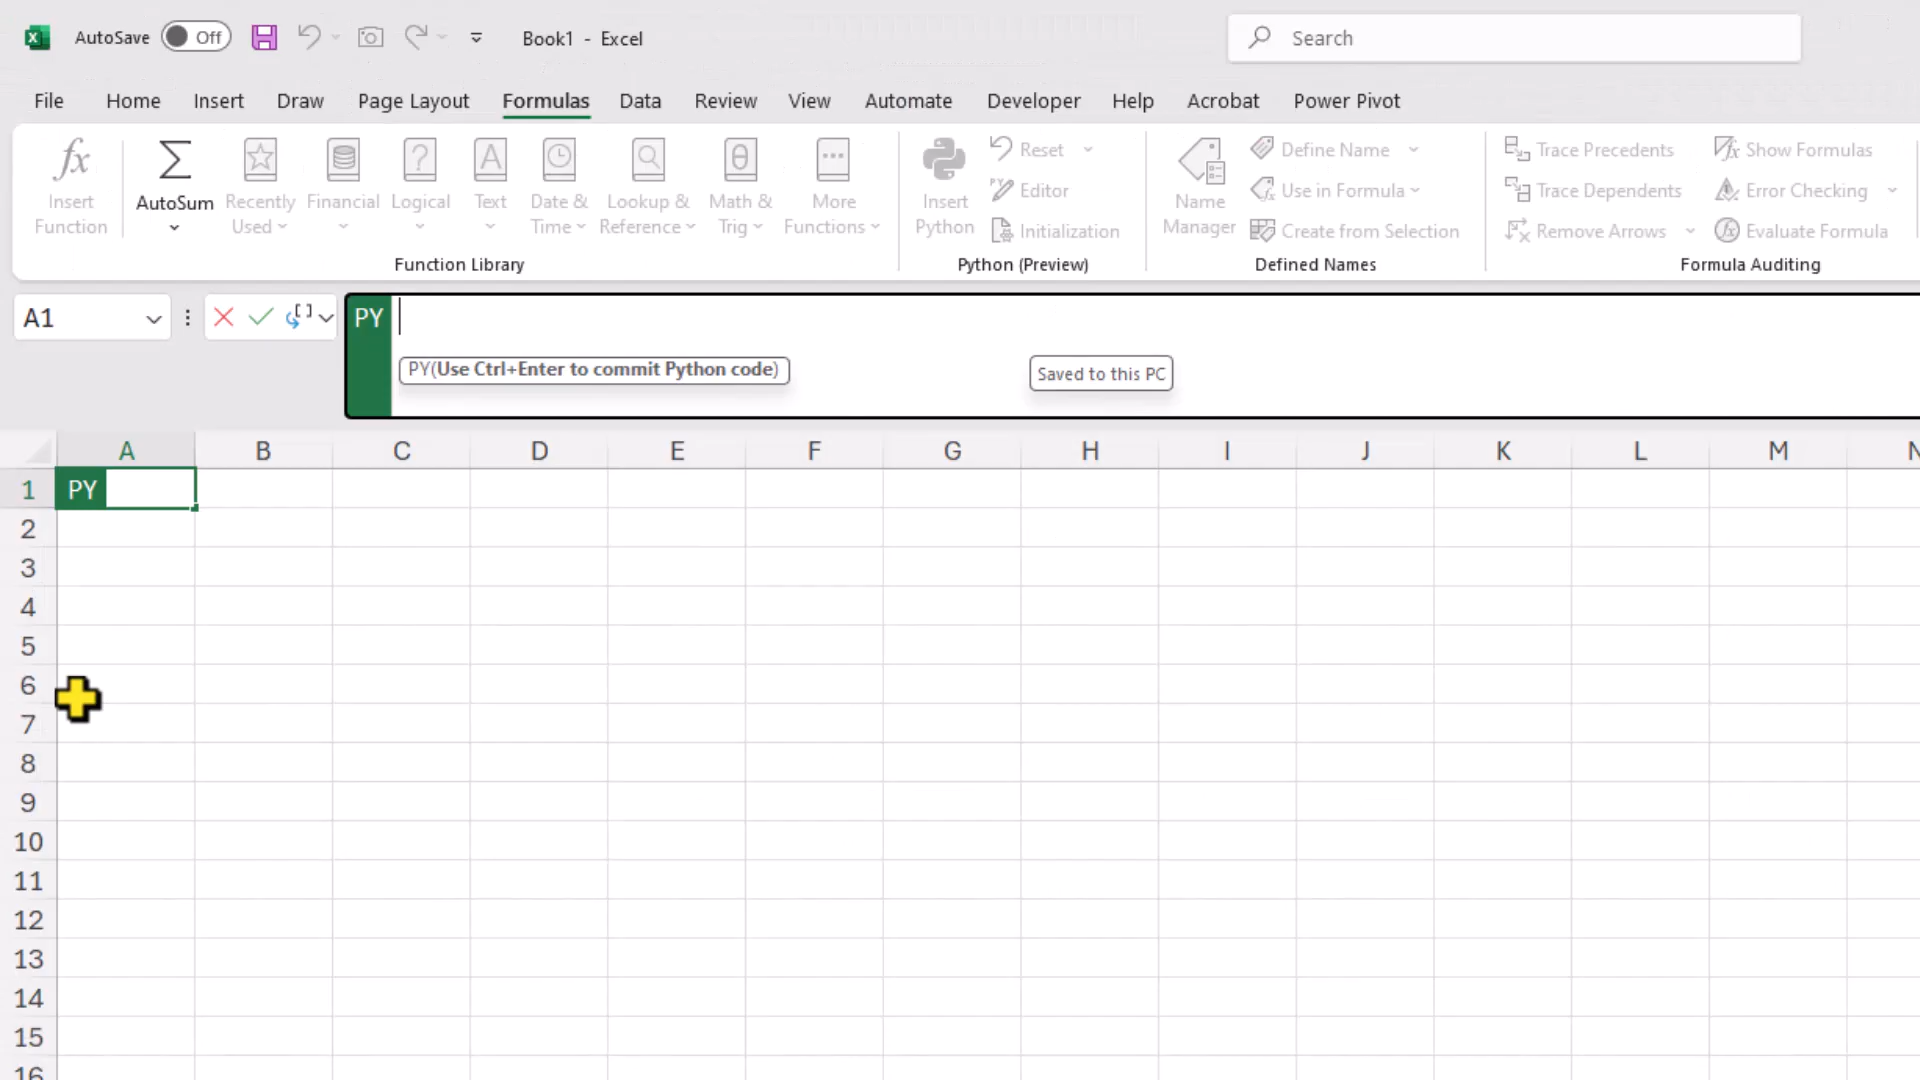 AutoSave Off Book1 - Excel Search
File Home Insert Draw Page Layout Formulas Data Review View Automate Developer Help Acrobat Power Pivot
Insert Function
AutoSum
Recently Used
Financial
Logical
Text
Date & Time
Lookup & Reference
Math & Trig
More Functions
Function Library
Insert Python
Reset
Editor
Initialization
Python (Preview)
Name Manager
Define Name
Use in Formula
Create from Selection
Defined Names
Trace Precedents
Trace Dependents
Remove Arrows
Show Formulas
Error Checking
Evaluate Formula
Formula Auditing
A1 PY
PY(Use Ctrl+Enter to commit Python code)
Saved to this PC
A B C D E F G H I J K L M N
1 PY
2
3
4
5
6
7
8
9
10
11
12
13
14
15
16